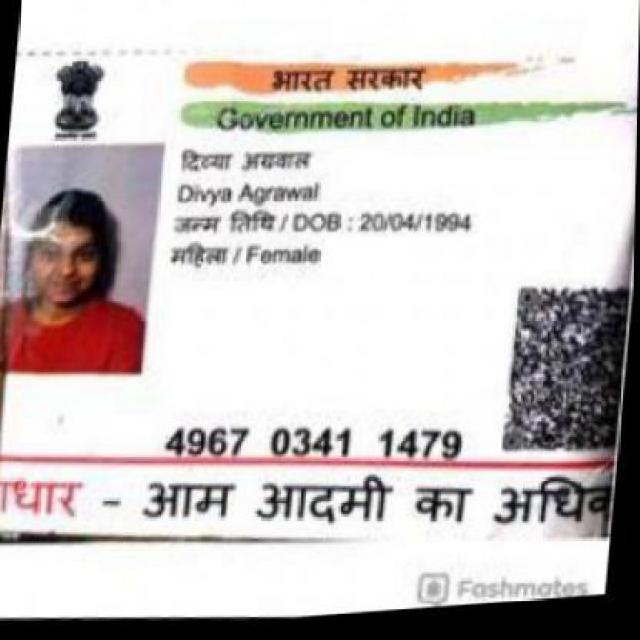 भारत सरकार
Government of India
दिव्या अग्रवाल
Divya Agrawal
जन्म तिथि / DOB : 20/04/1994
महिला / Female
4967 0341 1479
ाधार - आम आदमी का अधिक
Fashmates